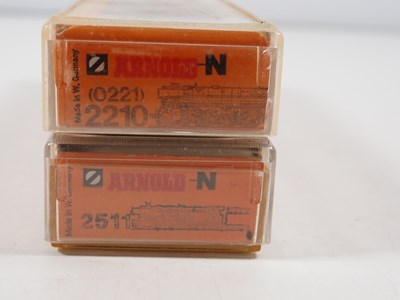 ARNOLD-N
Made in W. Germany
(0221)
2210
ARNOLD-N
Made in W. Germany
2511